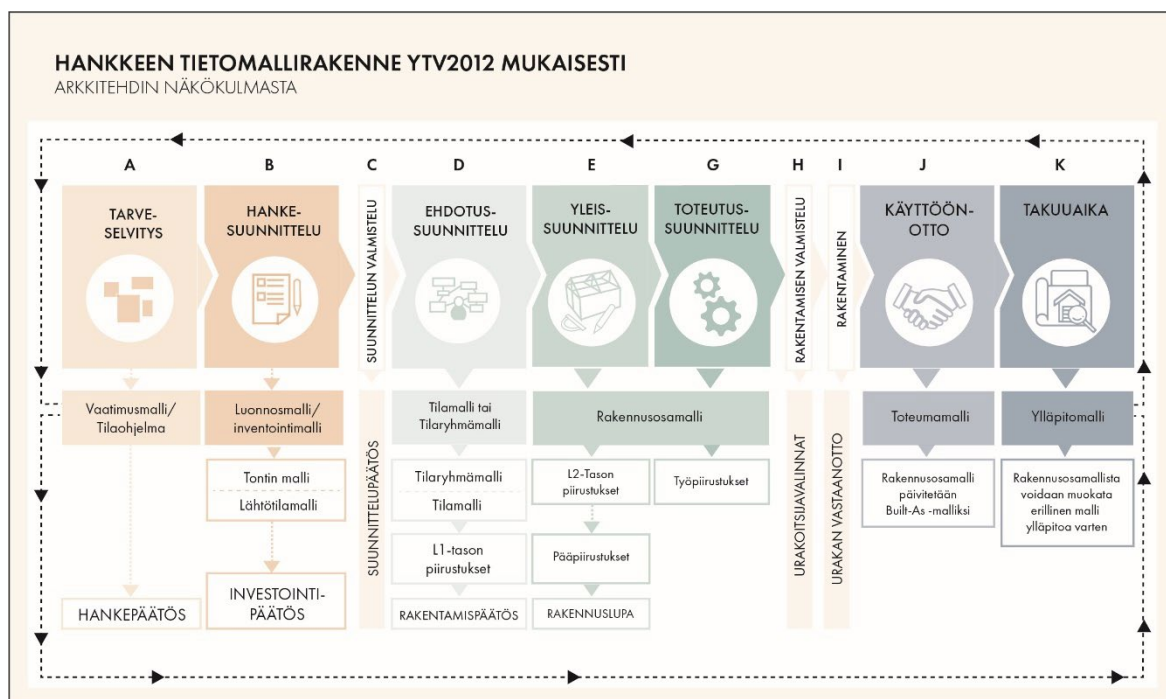 HANKKEEN TIETOMALLIRAKENNE YTV2012 MUKAISESTI
ARKKITEHDIN NÄKÖKULMASTA
A
B
C
D
E
G
H
I
J
K
TARVE-
SELVITYS
HANKE-
SUUNNITTELU
SUUNNITTELUN VALMISTELU
EHDOTUS-
SUUNNITTELU
YLEIS-
SUUNNITTELU
TOTEUTUS-
SUUNNITTELU
RAKENTAMISEN VALMISTELU
RAKENTAMINEN
KÄYTTÖÖN-
OTTO
TAKUUAIKA
Vaatimusmalli/
Tilaohjelma
Luonnosmalli/
inventointimalli
Tilamalli tai
Tilaryhmämalli
Rakennusosamalli
Toteumamalli
Ylläpitomalli
Tontin malli
Lähtötilamalli
SUUNNITTELUPÄÄTÖS
Tilaryhmämalli
Tilamalli
L2-Tason
piirustukset
Työpiirustukset
URAKOITSIJAVALINNAT
URAKAN VASTAANOTTO
Rakennusosamalli
päivitetään
Built-As -malliksi
Rakennusosamallista
voidaan muokata
erillinen malli
ylläpitoa varten
L1-tason
piirustukset
Pääpiirustukset
HANKEPÄÄTÖS
INVESTOINTI-
PÄÄTÖS
RAKENTAMISPÄÄTÖS
RAKENNUSLUPA